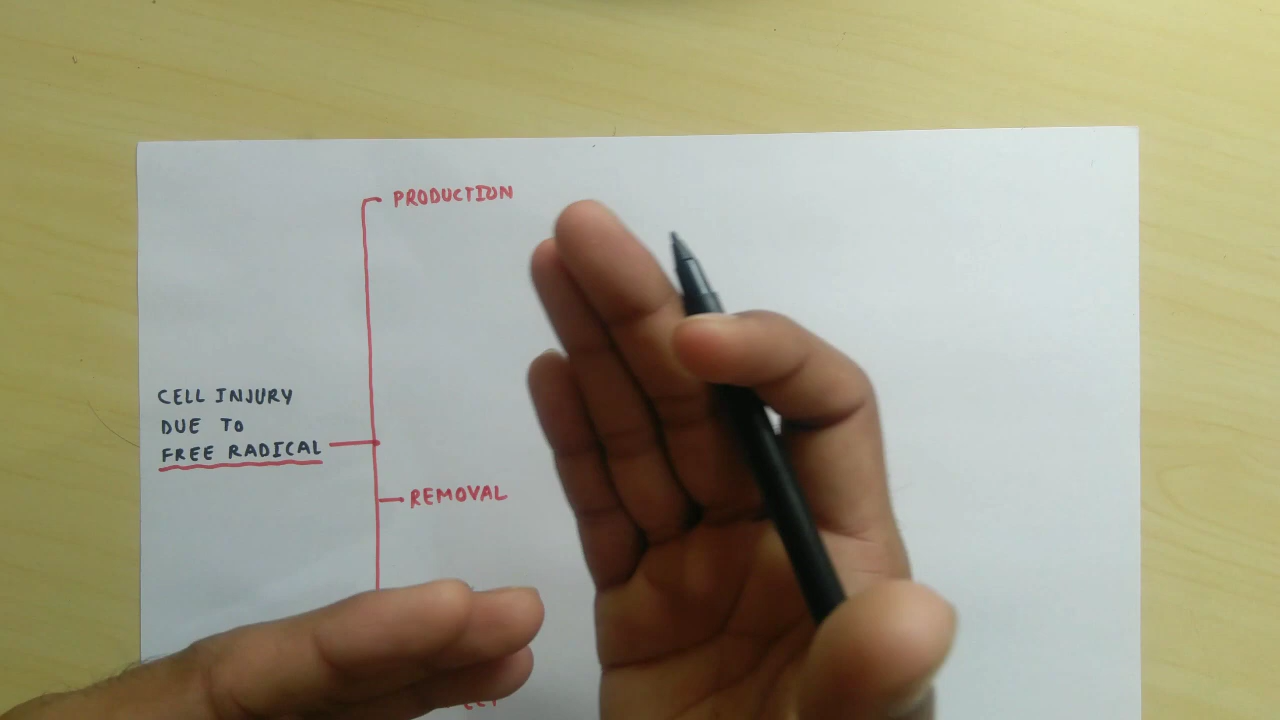 PRODUCTION
CELL INJURY
DUE TO
FREE RADICAL
REMOVAL